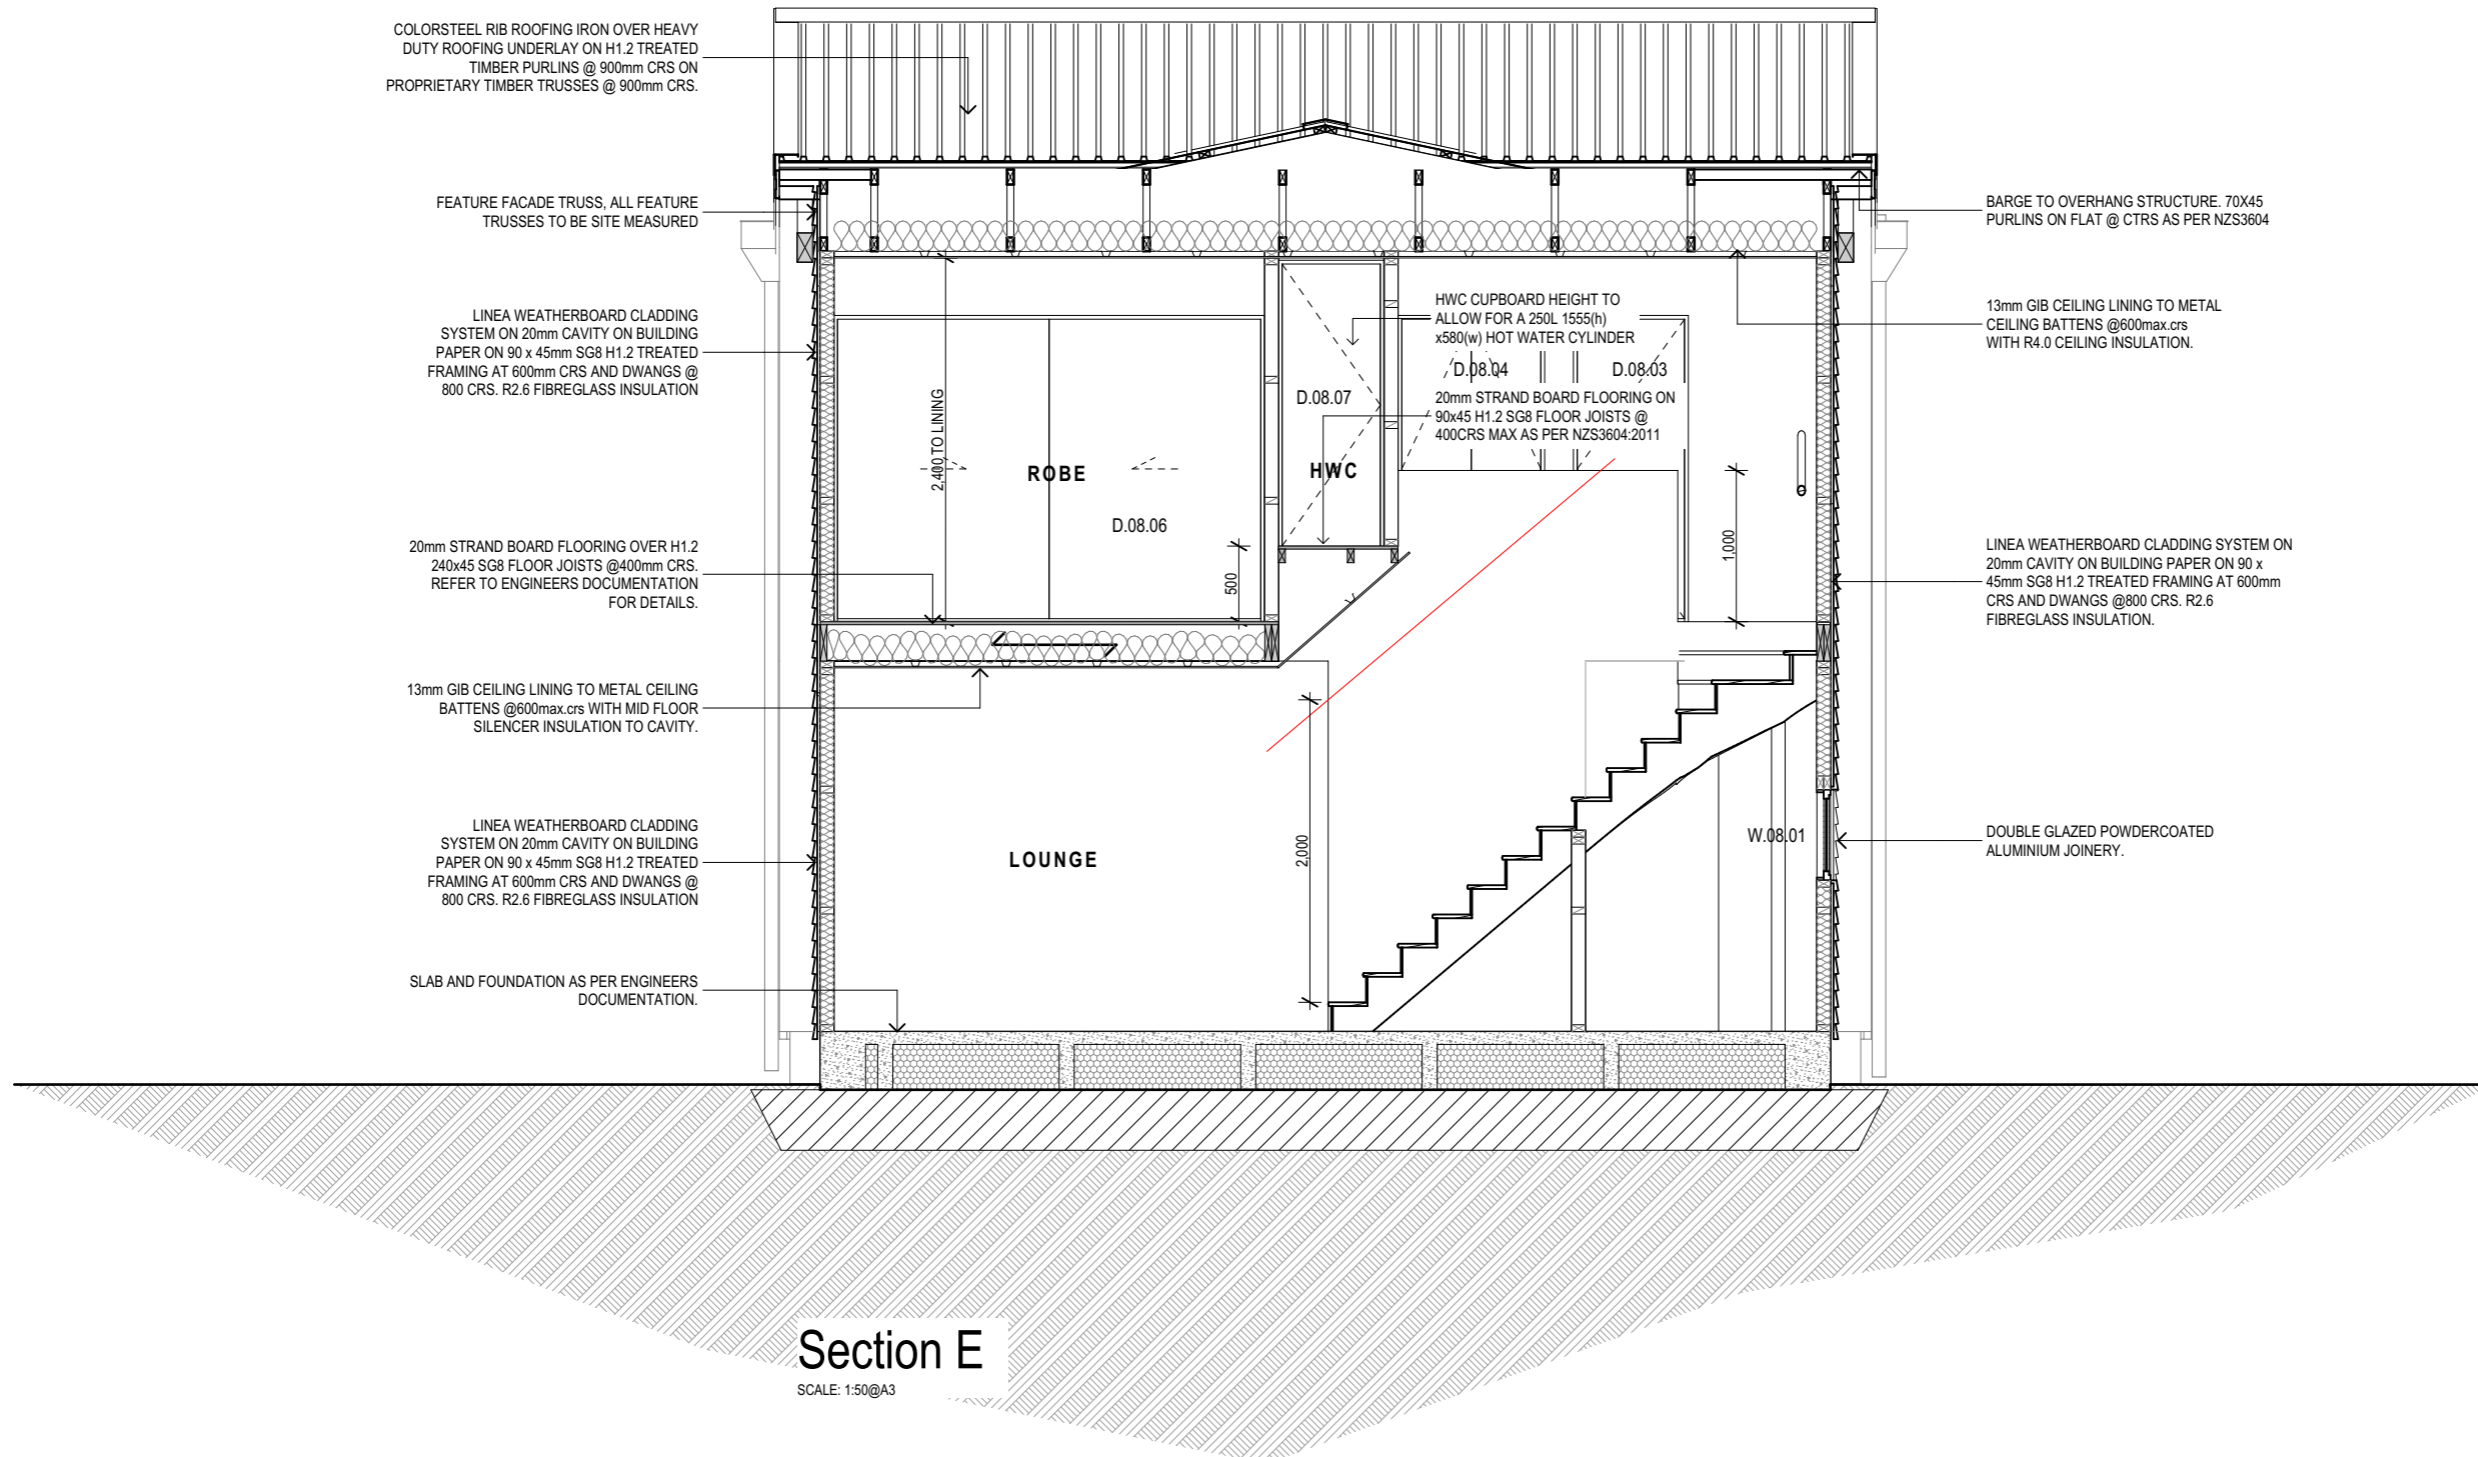 COLORSTEEL RIB ROOFING IRON OVER HEAVY
DUTY ROOFING UNDERLAY ON H1.2 TREATED
TIMBER PURLINS @ 900mm CRS ON
PROPRIETARY TIMBER TRUSSES @ 900mm CRS.
FEATURE FACADE TRUSS, ALL FEATURE
TRUSSES TO BE SITE MEASURED
LINEA WEATHERBOARD CLADDING
SYSTEM ON 20mm CAVITY ON BUILDING
PAPER ON 90 x 45mm SG8 H1.2 TREATED
FRAMING AT 600mm CRS AND DWANGS @
800 CRS. R2.6 FIBREGLASS INSULATION
20mm STRAND BOARD FLOORING OVER H1.2
240x45 SG8 FLOOR JOISTS @400mm CRS.
REFER TO ENGINEERS DOCUMENTATION
FOR DETAILS.
13mm GIB CEILING LINING TO METAL CEILING
BATTENS @600max.crs WITH MID FLOOR
SILENCER INSULATION TO CAVITY.
LINEA WEATHERBOARD CLADDING
SYSTEM ON 20mm CAVITY ON BUILDING
PAPER ON 90 x 45mm SG8 H1.2 TREATED
FRAMING AT 600mm CRS AND DWANGS @
800 CRS. R2.6 FIBREGLASS INSULATION
SLAB AND FOUNDATION AS PER ENGINEERS
DOCUMENTATION.
2,400 TO LINING
ROBE
D.08.06
500
D.08.07
HWC
HWC CUPBOARD HEIGHT TO
ALLOW FOR A 250L 1555(h)
x580(w) HOT WATER CYLINDER
D.08.04
D.08.03
20mm STRAND BOARD FLOORING ON
90x45 H1.2 SG8 FLOOR JOISTS @
400CRS MAX AS PER NZS3604:2011
1,000
LOUNGE
2,000
W.08.01
BARGE TO OVERHANG STRUCTURE. 70X45
PURLINS ON FLAT @ CTRS AS PER NZS3604
13mm GIB CEILING LINING TO METAL
CEILING BATTENS @600max.crs
WITH R4.0 CEILING INSULATION.
LINEA WEATHERBOARD CLADDING SYSTEM ON
20mm CAVITY ON BUILDING PAPER ON 90 x
45mm SG8 H1.2 TREATED FRAMING AT 600mm
CRS AND DWANGS @800 CRS. R2.6
FIBREGLASS INSULATION.
DOUBLE GLAZED POWDERCOATED
ALUMINIUM JOINERY.
Section E
SCALE: 1:50@A3